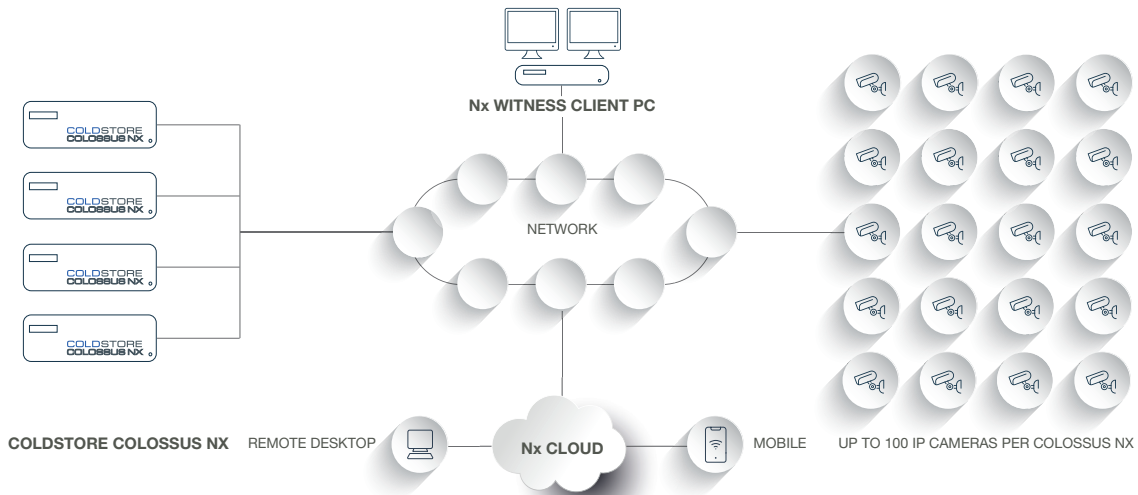 Nx WITNESS CLIENT PC
COLDSTORE
COLOSSUS NX
COLDSTORE
COLOSSUS NX
COLDSTORE
COLOSSUS NX
COLDSTORE
COLOSSUS NX
NETWORK
COLDSTORE COLOSSUS NX
REMOTE DESKTOP
Nx CLOUD
MOBILE
UP TO 100 IP CAMERAS PER COLOSSUS NX